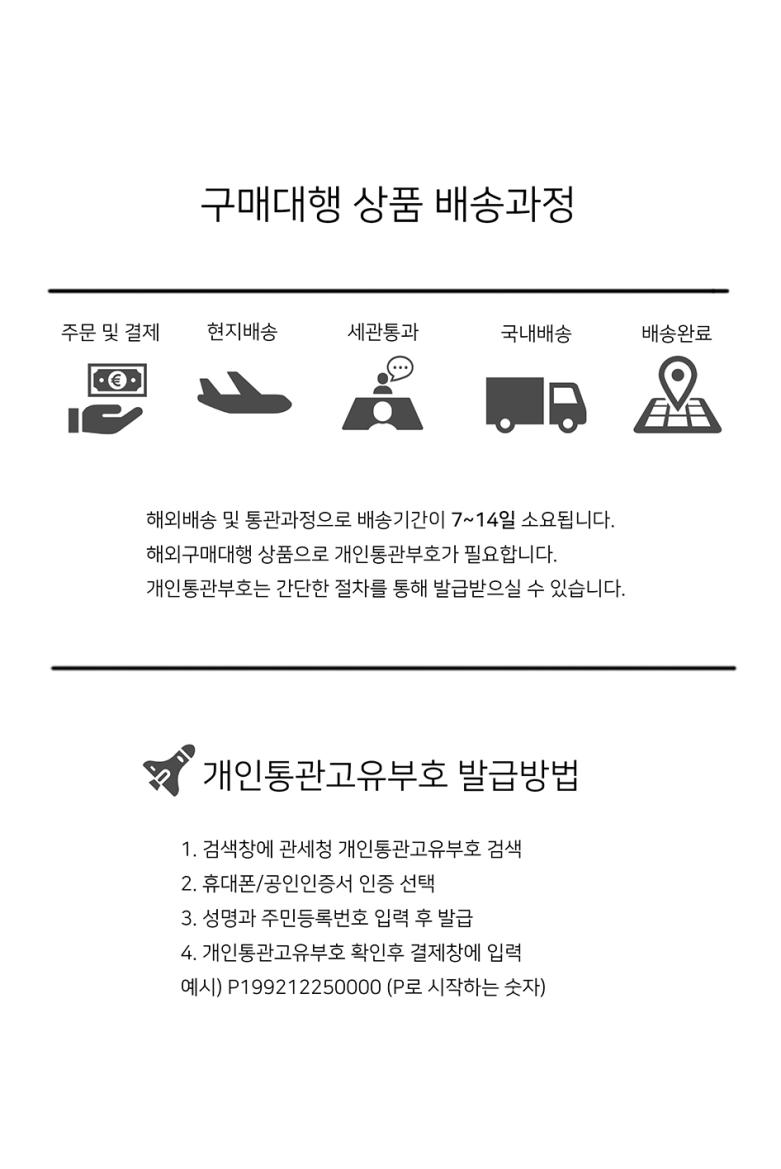 구매대행 상품 배송과정
주문 및 결제 현지배송 세관통과 국내배송 배송완료
해외배송 및 통관과정으로 배송기간이 7~14일 소요됩니다.
해외구매대행 상품으로 개인통관부호가 필요합니다.
개인통관부호는 간단한 절차를 통해 발급받으실 수 있습니다.
개인통관고유부호 발급방법
1. 검색창에 관세청 개인통관고유부호 검색
2. 휴대폰/공인인증서 인증 선택
3. 성명과 주민등록번호 입력 후 발급
4. 개인통관고유부호 확인후 결제창에 입력
예시) P199212250000 (P로 시작하는 숫자)